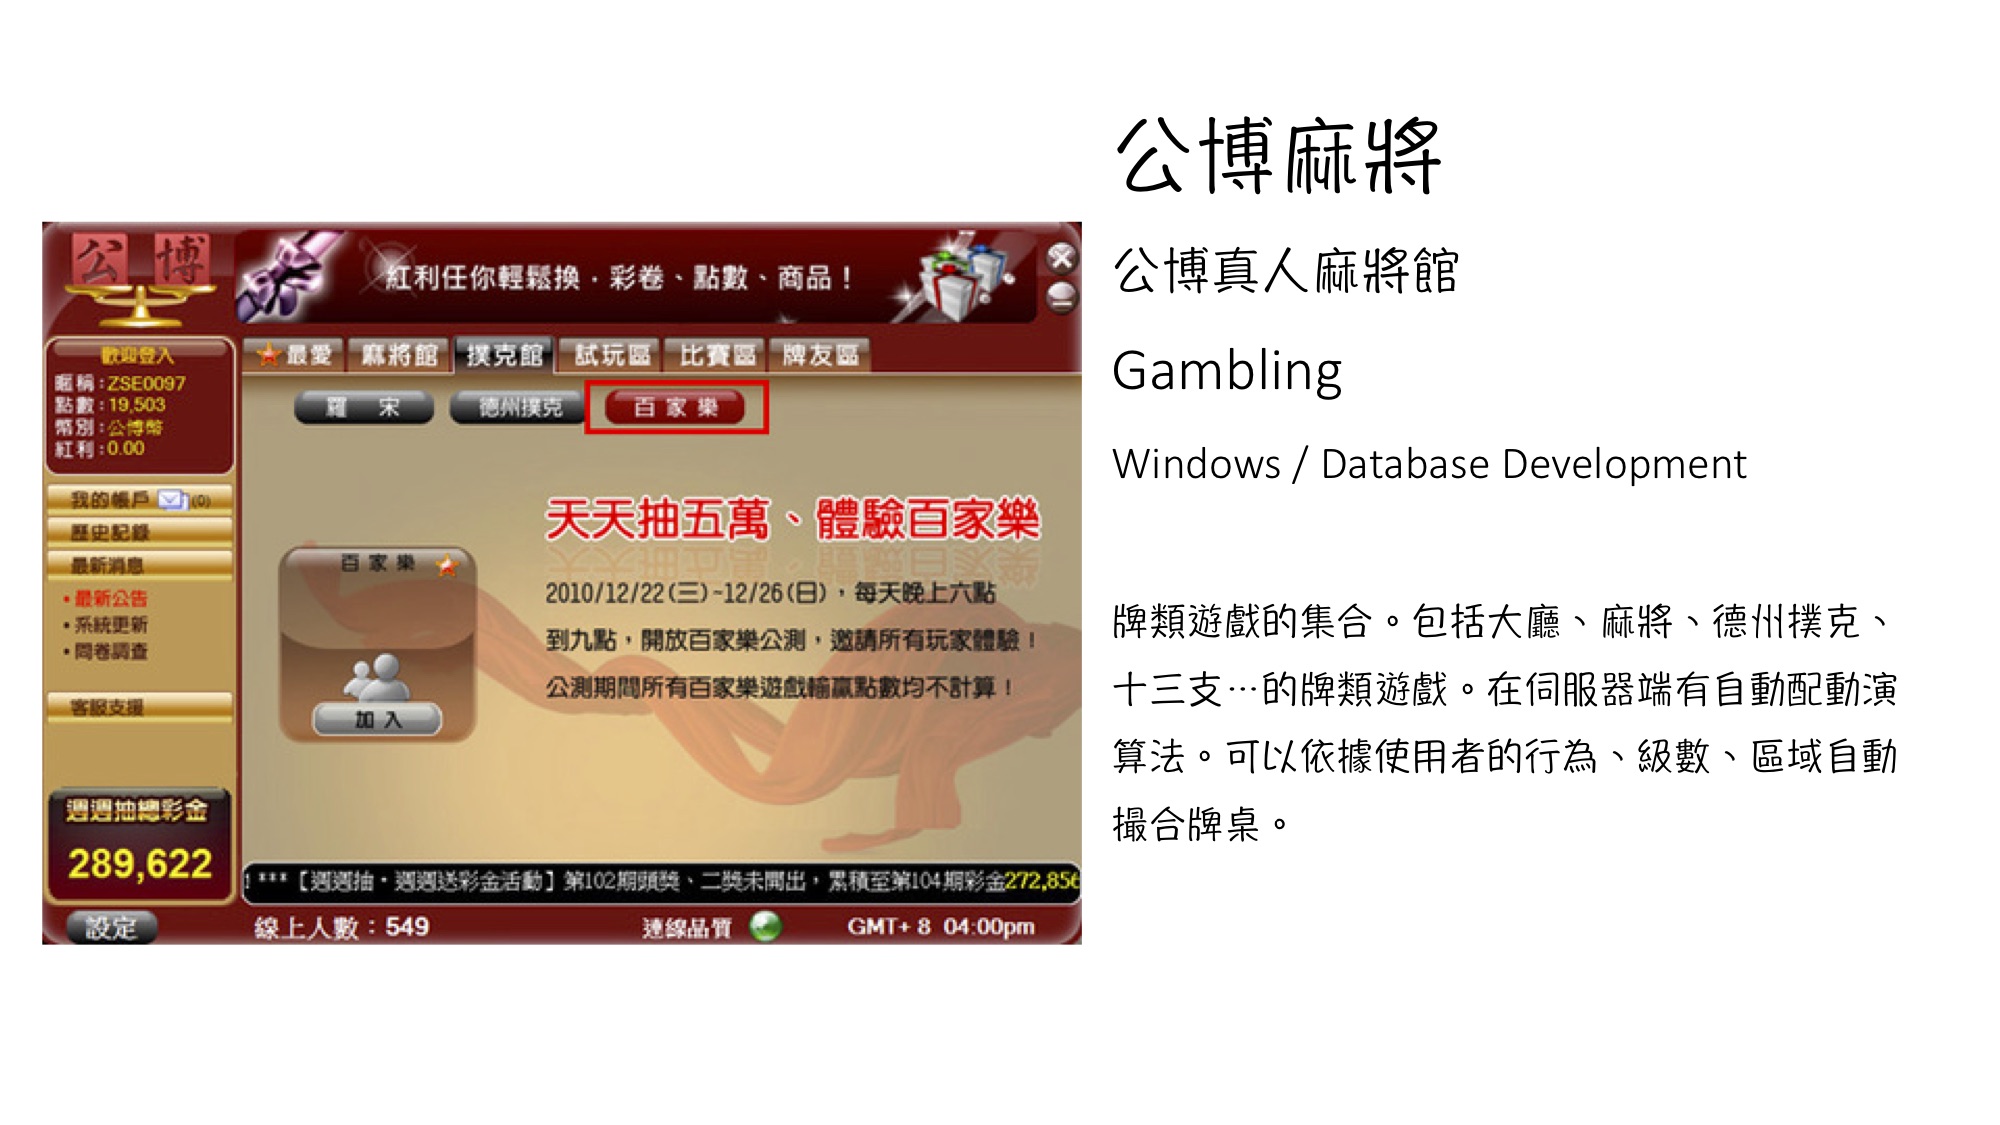 公博麻將
公博真人麻將館
Gambling
Windows / Database Development
牌類遊戲的集合。包括大廳、麻將、德州撲克、
十三支…的牌類遊戲。在伺服器端有自動配動演
算法。可以依據使用者的行為、級數、區域自動
撮合牌桌。
公 博
紅利任你輕鬆換．彩卷、點數、商品！
歡迎登入
暱稱：ZSE0097
點數：19,503
幣別：公博幣
紅利：0.00
最愛 麻將館 撲克館 試玩區 比賽區 牌友區
羅 宋 德州撲克 百家樂
我的帳戶 (0)
歷史記錄
最新消息
•最新公告
•系統更新
•問卷調查
客服支援
百家樂
加入
天天抽五萬、體驗百家樂
2010/12/22(三)~12/26(日)，每天晚上六點
到九點，開放百家樂公測，邀請所有玩家體驗！
公測期間所有百家樂遊戲輸贏點數均不計算！
週週抽總彩金
289,622
! ***【週週抽・週週送彩金活動】第102期頭獎、二獎未開出，累積至第104期彩金272,856
設定 線上人數：549 連線品質 GMT+ 8 04:00pm